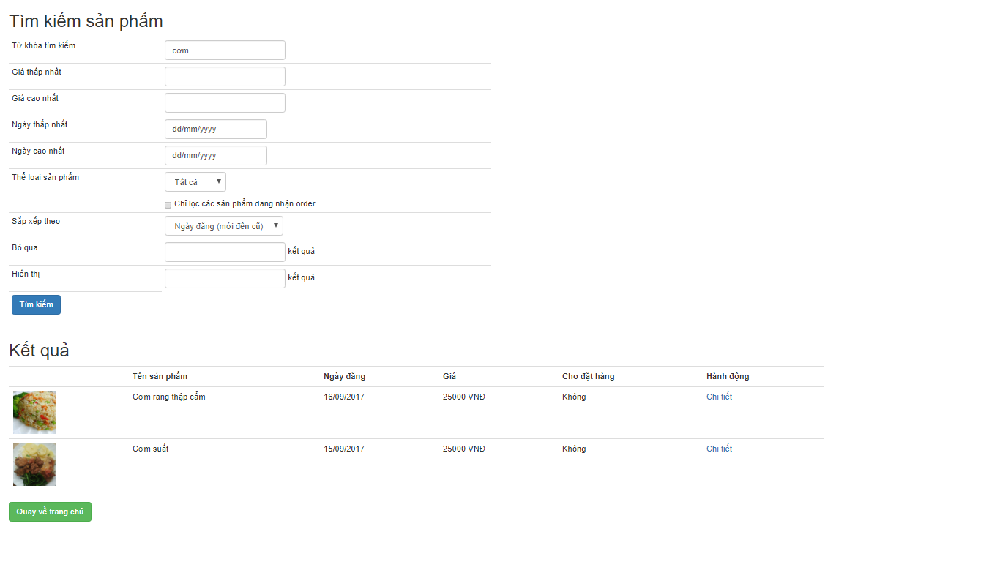 Tìm kiếm sản phẩm
Từ khóa tìm kiếm cơm
Giá thấp nhất
Giá cao nhất
Ngày thấp nhất dd/mm/yyyy
Ngày cao nhất dd/mm/yyyy
Thể loại sản phẩm Tất cả
Chỉ lọc các sản phẩm đang nhận order.
Sắp xếp theo Ngày đăng (mới đến cũ)
Bỏ qua kết quả
Hiển thị kết quả
Tìm kiếm
Kết quả
Tên sản phẩm Ngày đăng Giá Cho đặt hàng Hành động
Cơm rang thập cẩm 16/09/2017 25000 VNĐ Không Chi tiết
Cơm suất 15/09/2017 25000 VNĐ Không Chi tiết
Quay về trang chủ